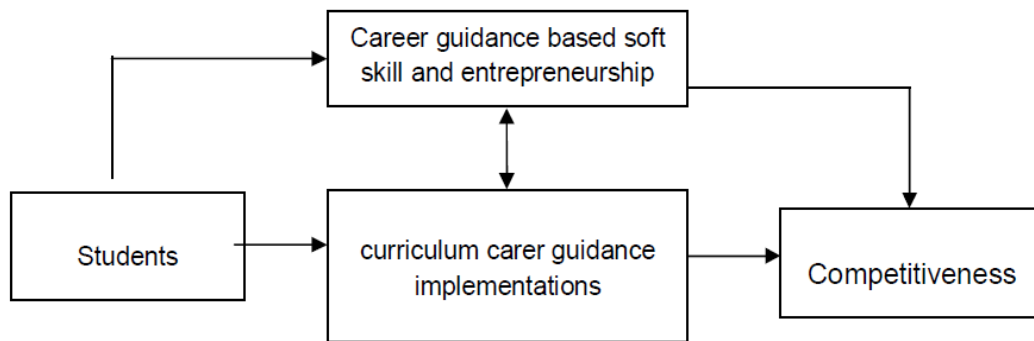 Career guidance based soft
skill and entrepreneurship
Students
curriculum carer guidance
implementations
Competitiveness